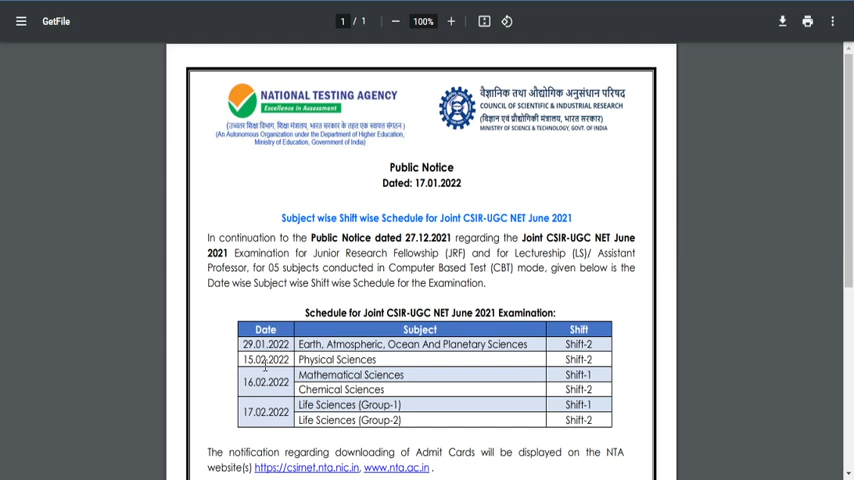 GetFile
1 / 1
100%
NATIONAL TESTING AGENCY
Excellence in Assessment
(उच्चतर शिक्षा विभाग, शिक्षा मंत्रालय, भारत सरकार के तहत एक स्वायत्त संगठन)
(An Autonomous Organization under the Department of Higher Education,
Ministry of Education, Government of India)
वैज्ञानिक तथा औद्योगिक अनुसंधान परिषद
COUNCIL OF SCIENTIFIC & INDUSTRIAL RESEARCH
(विज्ञान एवं प्रौद्योगिकी मंत्रालय, भारत सरकार)
MINISTRY OF SCIENCE & TECHNOLOGY, GOVT. OF INDIA
Public Notice
Dated: 17.01.2022
Subject wise Shift wise Schedule for Joint CSIR-UGC NET June 2021
In continuation to the Public Notice dated 27.12.2021 regarding the Joint CSIR-UGC NET June
2021 Examination for Junior Research Fellowship (JRF) and for Lectureship (LS)/ Assistant
Professor, for 05 subjects conducted in Computer Based Test (CBT) mode, given below is the
Date wise Subject wise Shift wise Schedule for the Examination.
Schedule for Joint CSIR-UGC NET June 2021 Examination:
Date Subject Shift
29.01.2022 Earth, Atmospheric, Ocean And Planetary Sciences Shift-2
15.02.2022 Physical Sciences Shift-2
16.02.2022 Mathematical Sciences Shift-1
Chemical Sciences Shift-2
17.02.2022 Life Sciences (Group-1) Shift-1
Life Sciences (Group-2) Shift-2
The notification regarding downloading of Admit Cards will be displayed on the NTA
website(s) https://csirnet.nta.nic.in, www.nta.ac.in .